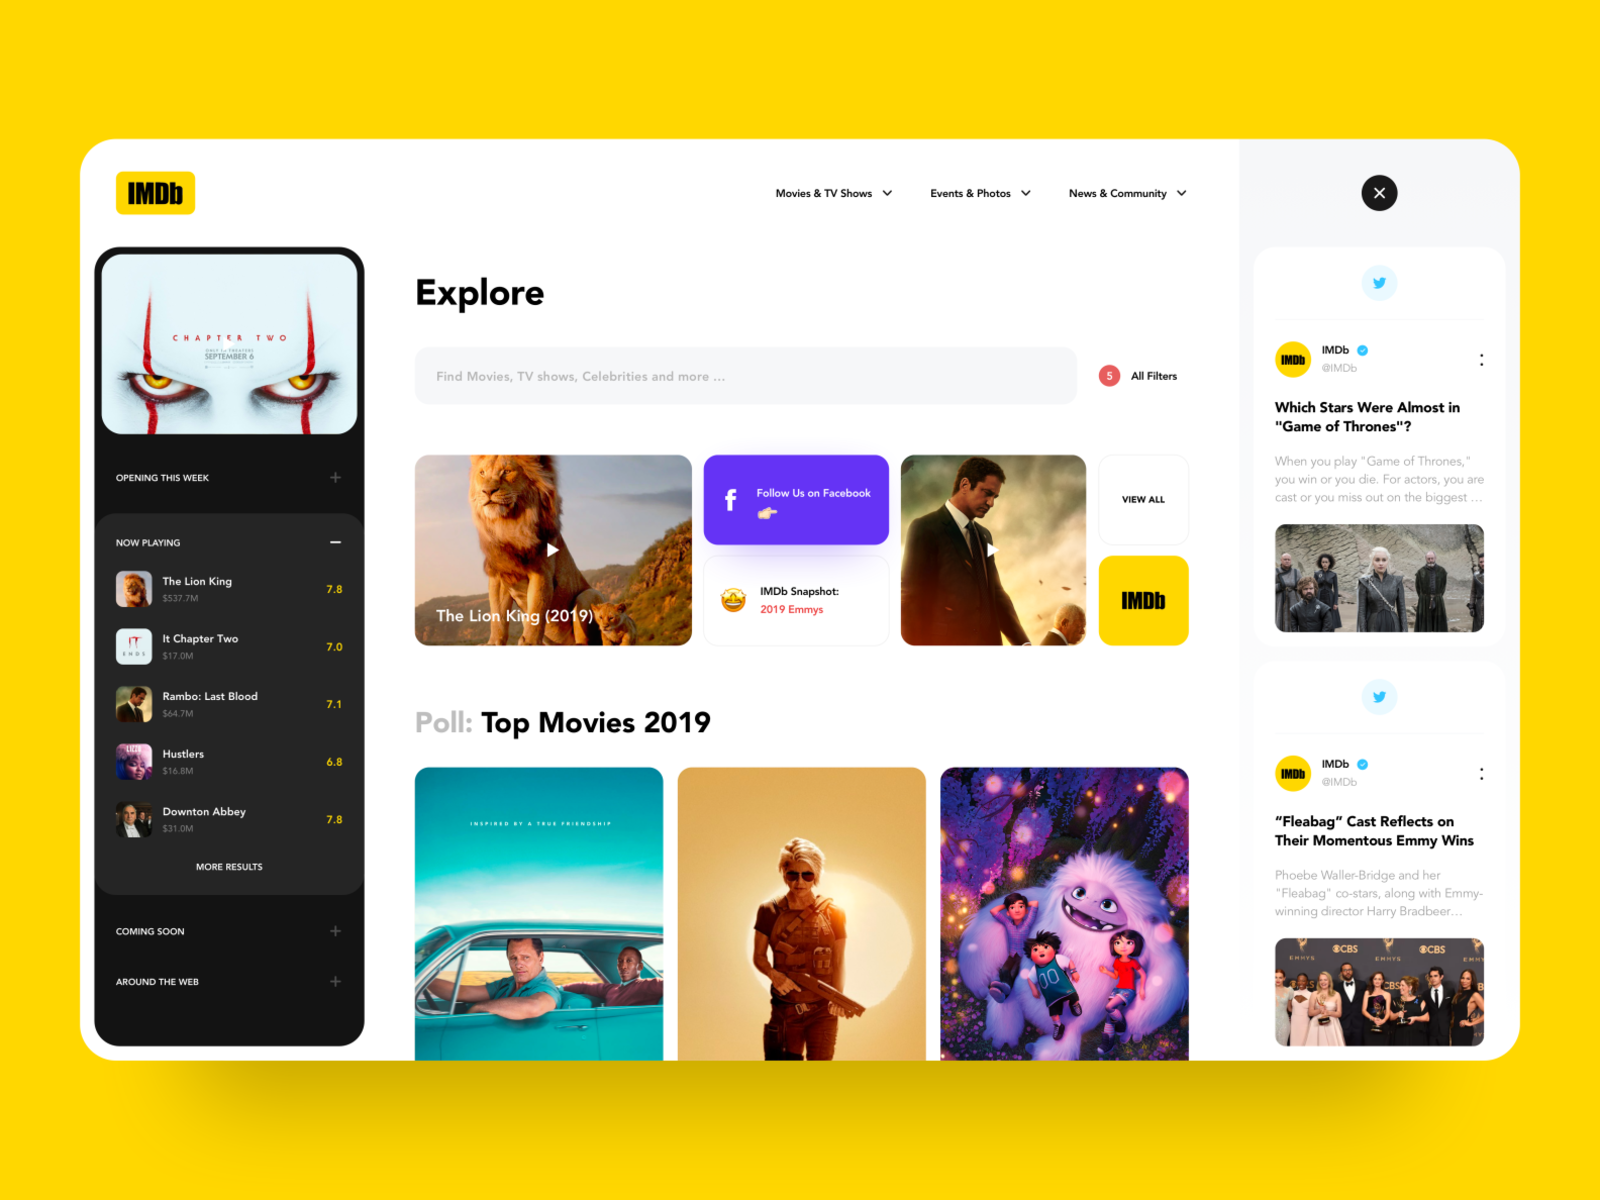 IMDb
Movies & TV Shows
Events & Photos
News & Community
CHAPTER TWO
SEPTEMBER 6
OPENING THIS WEEK
NOW PLAYING
The Lion King
$537.7M
7.8
It Chapter Two
$17.0M
7.0
Rambo: Last Blood
$64.7M
7.1
Hustlers
$16.8M
6.8
Downton Abbey
$31.0M
7.8
MORE RESULTS
COMING SOON
AROUND THE WEB
Explore
Find Movies, TV shows, Celebrities and more ...
5
All Filters
The Lion King (2019)
f
Follow Us on Facebook
IMDb Snapshot:
2019 Emmys
VIEW ALL
IMDb
Poll: Top Movies 2019
INSPIRED BY A TRUE FRIENDSHIP
00
IMDb
IMDb
@IMDb
Which Stars Were Almost in
"Game of Thrones"?
When you play "Game of Thrones,"
you win or you die. For actors, you are
cast or you miss out on the biggest ...
IMDb
IMDb
@IMDb
“Fleabag” Cast Reflects on
Their Momentous Emmy Wins
Phoebe Waller-Bridge and her
"Fleabag" co-stars, along with Emmy-
winning director Harry Bradbeer...
CBS
CBS
EMMYS
EMMYS
CBS